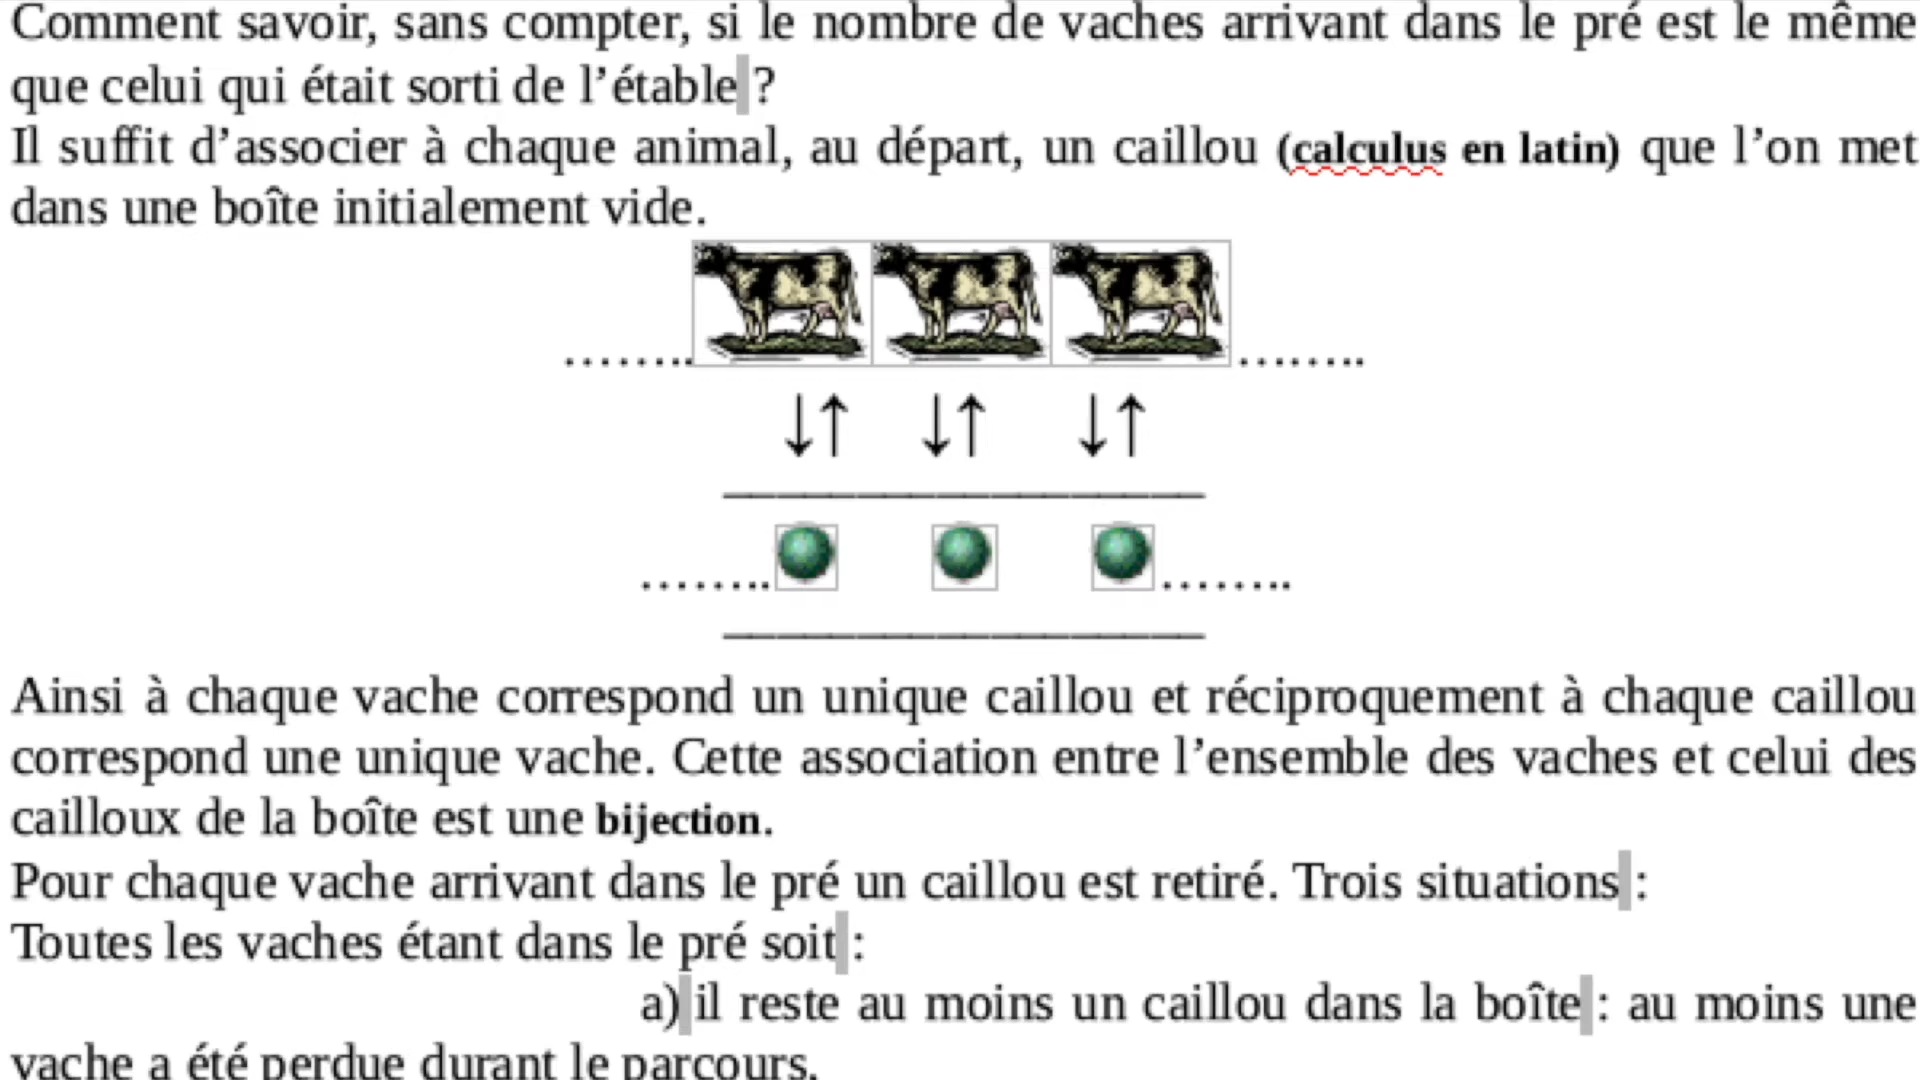 Comment savoir, sans compter, si le nombre de vaches arrivant dans le pré est le même
que celui qui était sorti de l’étable ?
Il suffit d’associer à chaque animal, au départ, un caillou (calculus en latin) que l’on met
dans une boîte initialement vide.
…….. ……..
↓↑ ↓↑ ↓↑
__________________
…….. ……..
__________________
Ainsi à chaque vache correspond un unique caillou et réciproquement à chaque caillou
correspond une unique vache. Cette association entre l’ensemble des vaches et celui des
cailloux de la boîte est une bijection.
Pour chaque vache arrivant dans le pré un caillou est retiré. Trois situations :
Toutes les vaches étant dans le pré soit :
a) il reste au moins un caillou dans la boîte : au moins une
vache a été perdue durant le parcours.